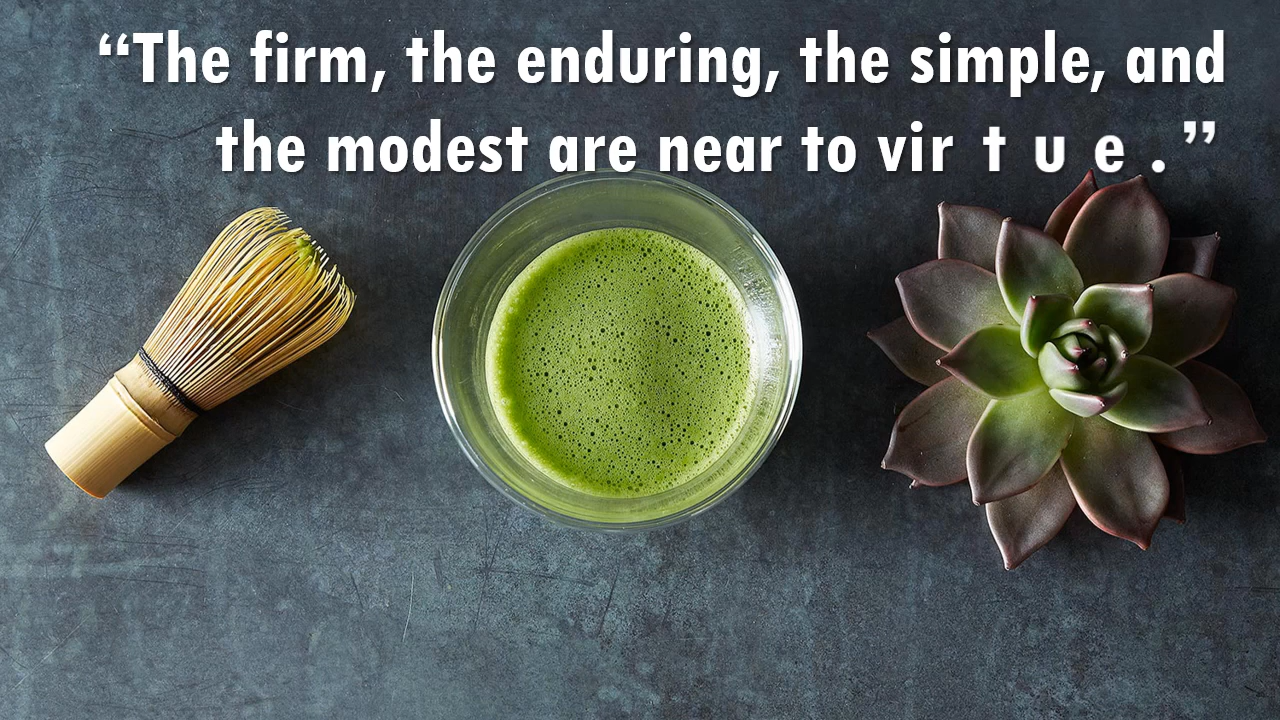 “The firm, the enduring, the simple, and
the modest are near to vir t u e . ”